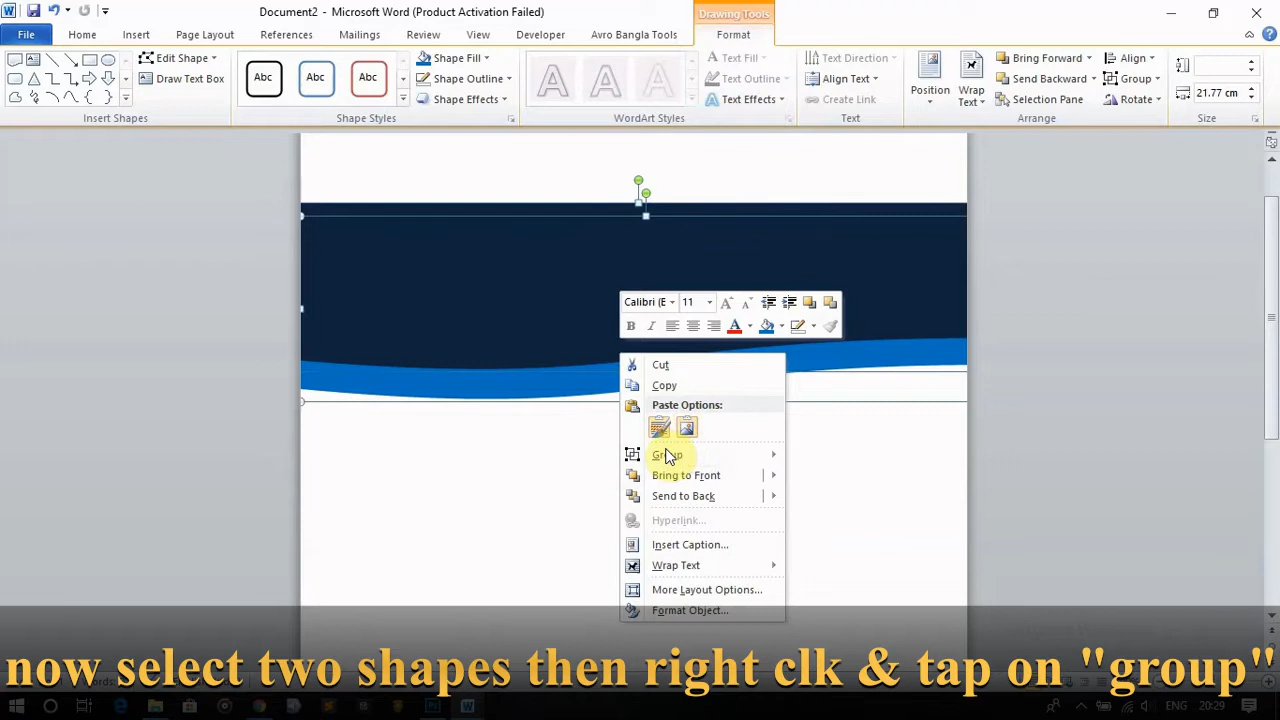 Document2 - Microsoft Word (Product Activation Failed)
Drawing Tools
File Home Insert Page Layout References Mailings Review View Developer Avro Bangla Tools Format
Edit Shape
Draw Text Box
Insert Shapes
Abc Abc Abc
Shape Fill
Shape Outline
Shape Effects
Shape Styles
A A A
Text Fill
Text Outline
Text Effects
WordArt Styles
Text Direction
Align Text
Create Link
Text
Position
Wrap
Text
Bring Forward
Send Backward
Selection Pane
Align
Group
Rotate
Arrange
21.77 cm
Size
Calibri (E 11
B I A
Cut
Copy
Paste Options:
Group
Bring to Front
Send to Back
Hyperlink...
Insert Caption...
Wrap Text
More Layout Options...
Format Object...
now select two shapes then right clk & tap on "group"
ENG 20:29